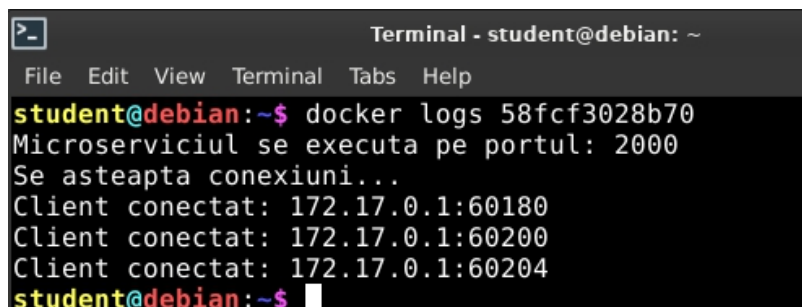 Terminal - student@debian: ~
File Edit View Terminal Tabs Help
student@debian:~$ docker logs 58fcf3028b70
Microserviciul se executa pe portul: 2000
Se asteapta conexiuni...
Client conectat: 172.17.0.1:60180
Client conectat: 172.17.0.1:60200
Client conectat: 172.17.0.1:60204
student@debian:~$